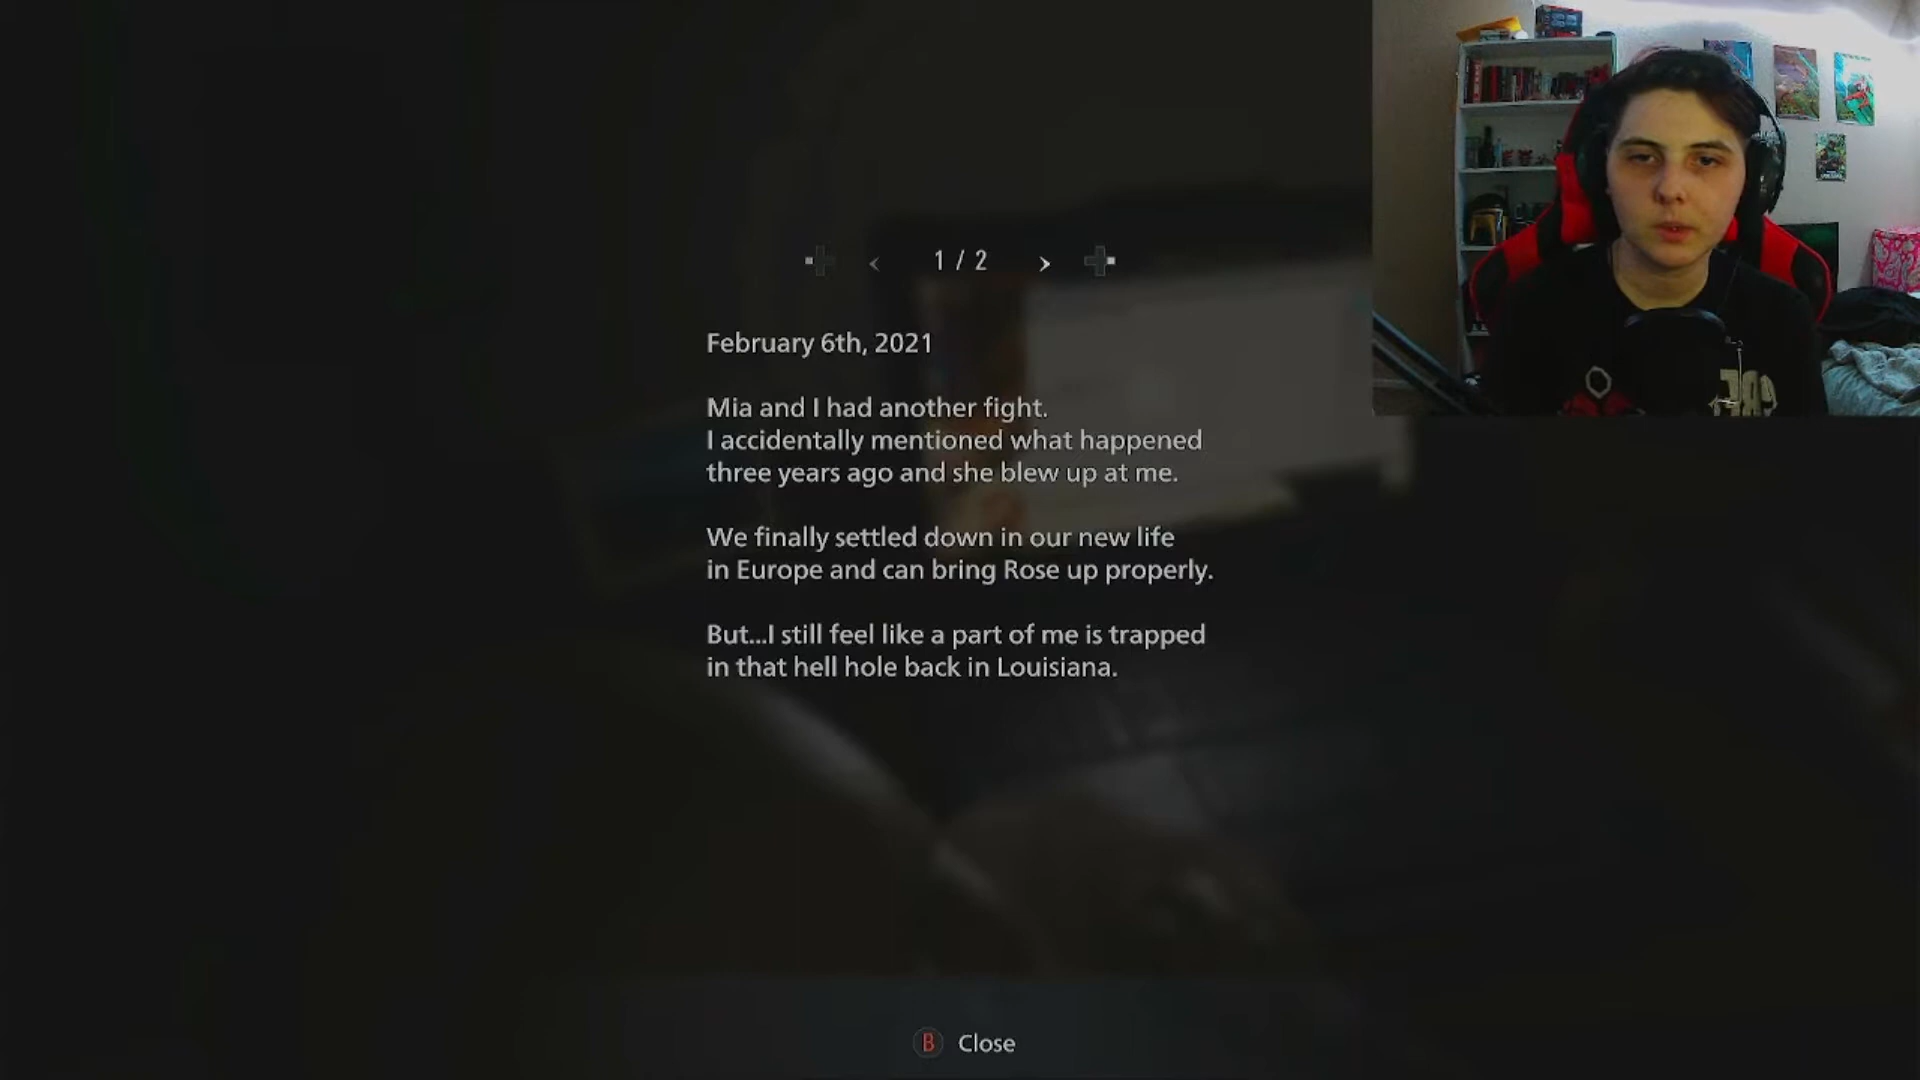 1 / 2
February 6th, 2021
Mia and I had another fight.
I accidentally mentioned what happened
three years ago and she blew up at me.
We finally settled down in our new life
in Europe and can bring Rose up properly.
But...I still feel like a part of me is trapped
in that hell hole back in Louisiana.
B Close